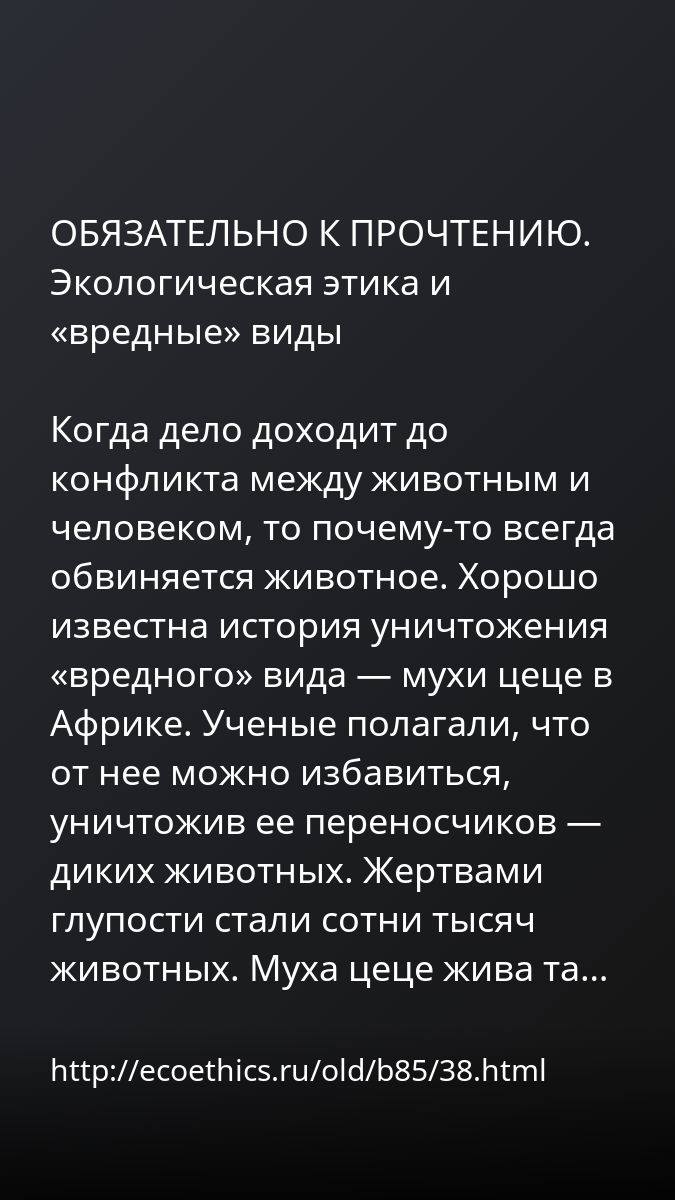 ОБЯЗАТЕЛЬНО К ПРОЧТЕНИЮ.
Экологическая этика и
«вредные» виды
Когда дело доходит до
конфликта между животным и
человеком, то почему-то всегда
обвиняется животное. Хорошо
известна история уничтожения
«вредного» вида — мухи цеце в
Африке. Ученые полагали, что
от нее можно избавиться,
уничтожив ее переносчиков —
диких животных. Жертвами
глупости стали сотни тысяч
животных. Муха цеце жива та...
http://ecoethics.ru/old/b85/38.html